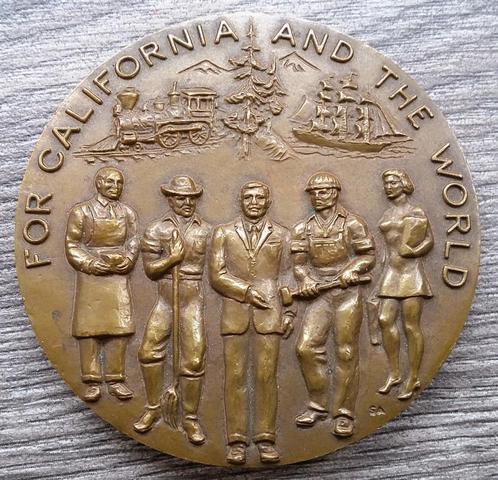 FOR CALIFORNIA AND THE WORLD
SA